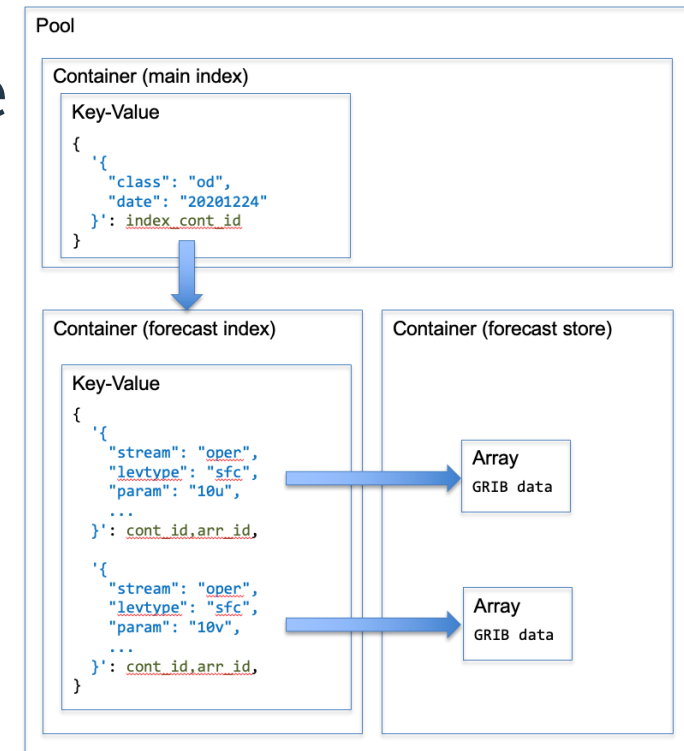 e
Pool
Container (main index)
Key-Value
{
'{
"class": "od",
"date": "20201224"
}': index_cont_id
}
Container (forecast index)
Key-Value
{
'{
"stream": "oper",
"levtype": "sfc",
"param": "10u",
...
}': cont_id,arr_id,
'{
"stream": "oper",
"levtype": "sfc",
"param": "10v",
...
}': cont_id,arr_id,
}
Container (forecast store)
Array
GRIB data
Array
GRIB data